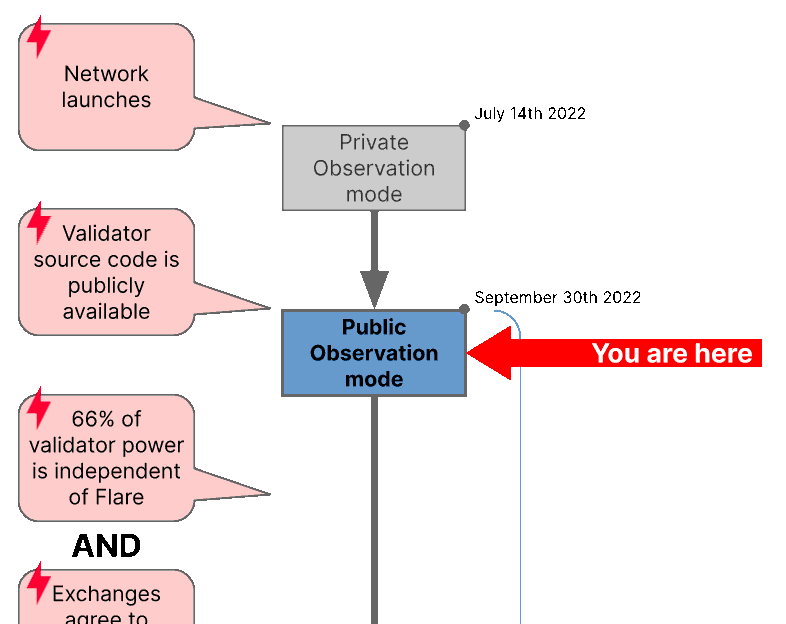 Network
launches
July 14th 2022
Private
Observation
mode
Validator
source code is
publicly
available
September 30th 2022
Public
Observation
mode
You are here
66% of
validator power
is independent
of Flare
AND
Exchanges
agree to